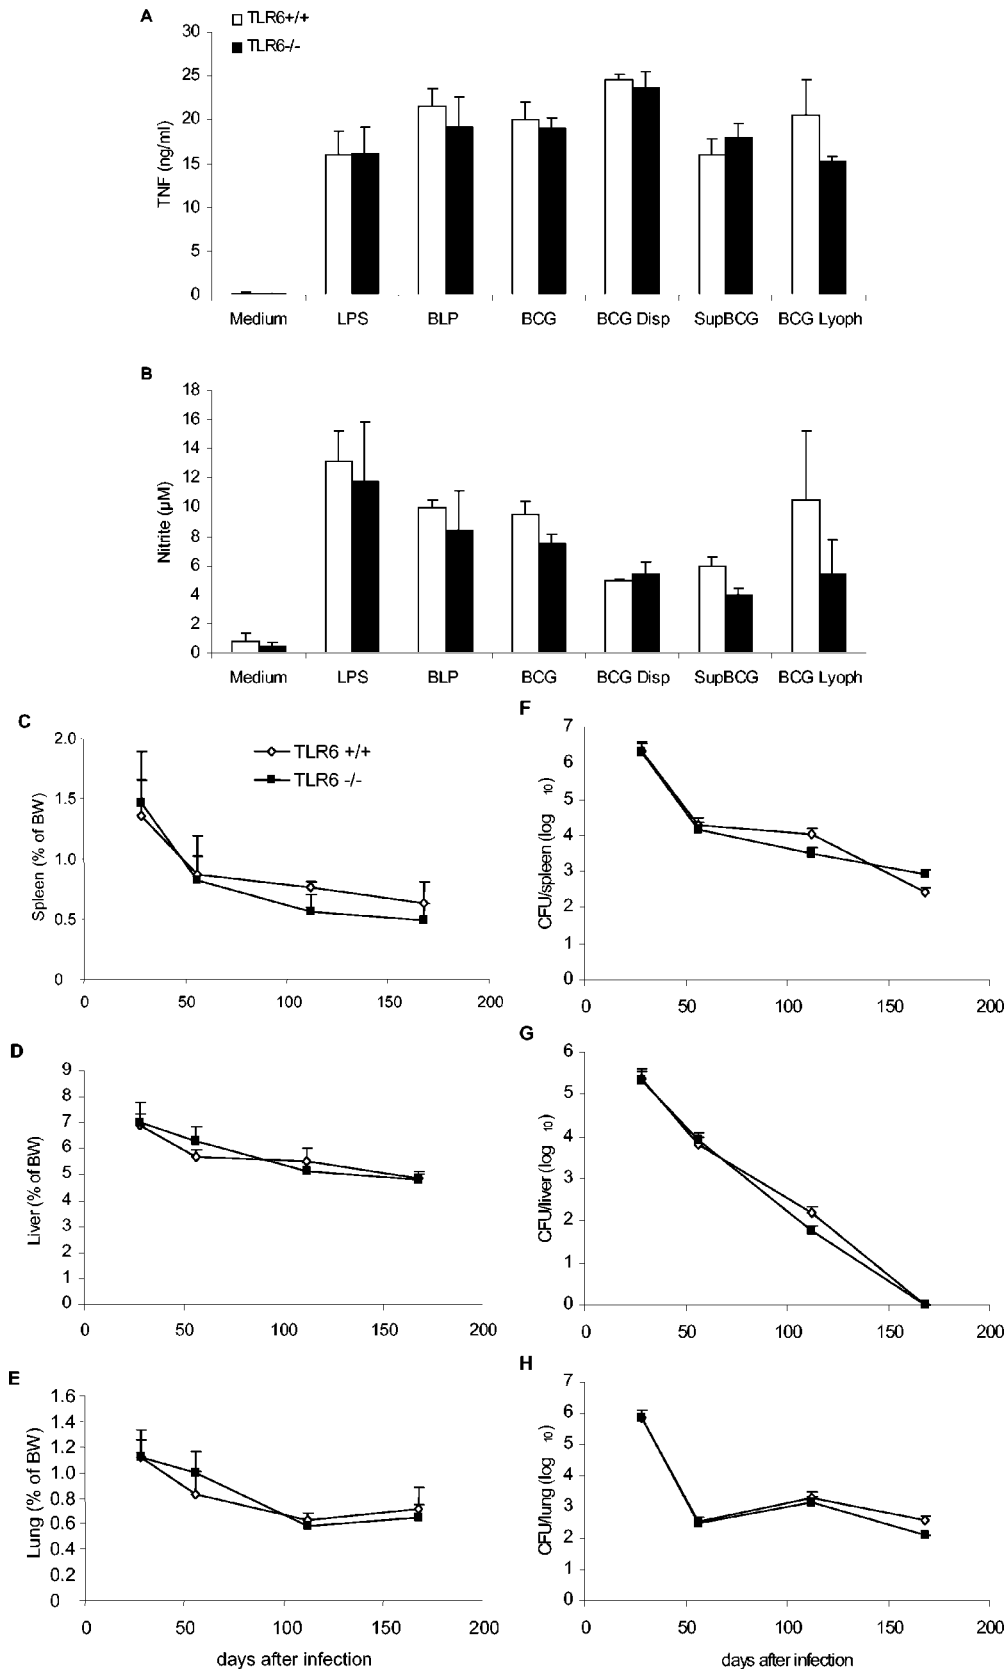 A
TLR6+/+
TLR6-/-
TNF (ng/ml)
30
25
20
15
10
5
0
Medium LPS BLP BCG BCG Disp SupBCG BCG Lyoph
B
Nitrite (µM)
18
16
14
12
10
8
6
4
2
0
Medium LPS BLP BCG BCG Disp SupBCG BCG Lyoph
C
TLR6 +/+
TLR6 -/-
Spleen (% of BW)
2.0
1.5
1.0
0.5
0
0 50 100 150 200
F
CFU/spleen (log 10)
7
6
5
4
3
2
1
0
0 50 100 150 200
D
Liver (% of BW)
9
8
7
6
5
4
3
2
1
0
0 50 100 150 200
G
CFU/liver (log 10)
6
5
4
3
2
1
0
0 50 100 150 200
E
Lung (% of BW)
1.6
1.4
1.2
1.0
0.8
0.6
0.4
0.2
0
0 50 100 150 200
days after infection
H
CFU/lung (log 10)
7
6
5
4
3
2
1
0
0 50 100 150 200
days after infection